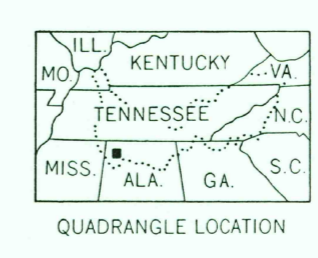 ILL.
KENTUCKY
MO.
VA.
TENNESSEE
N.C.
MISS.
ALA.
GA.
S.C.
QUADRANGLE LOCATION